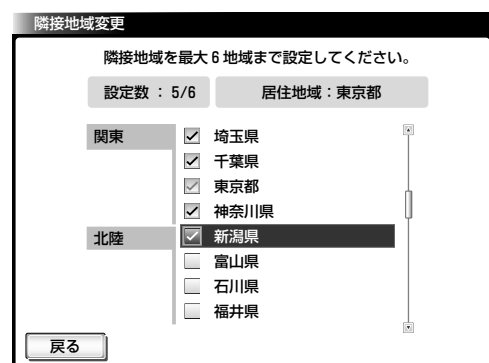 隣接地域変更
隣接地域を最大6地域まで設定してください。
設定数 : 5/6 居住地域：東京都
関東 埼玉県
千葉県
東京都
神奈川県
北陸 新潟県
富山県
石川県
福井県
戻る